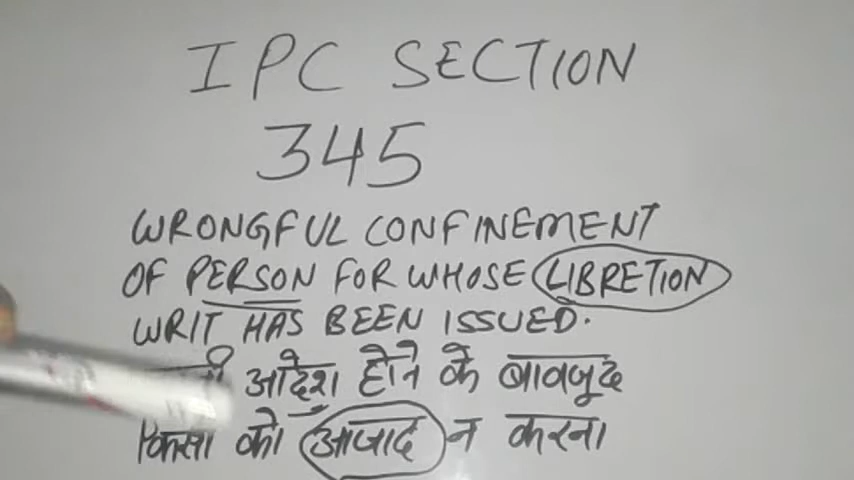 IPC SECTION
345
WRONGFUL CONFINEMENT
OF PERSON FOR WHOSE LIBRETION
WRIT HAS BEEN ISSUED.
आदेश होने के बावजूद
को आजाद न करना